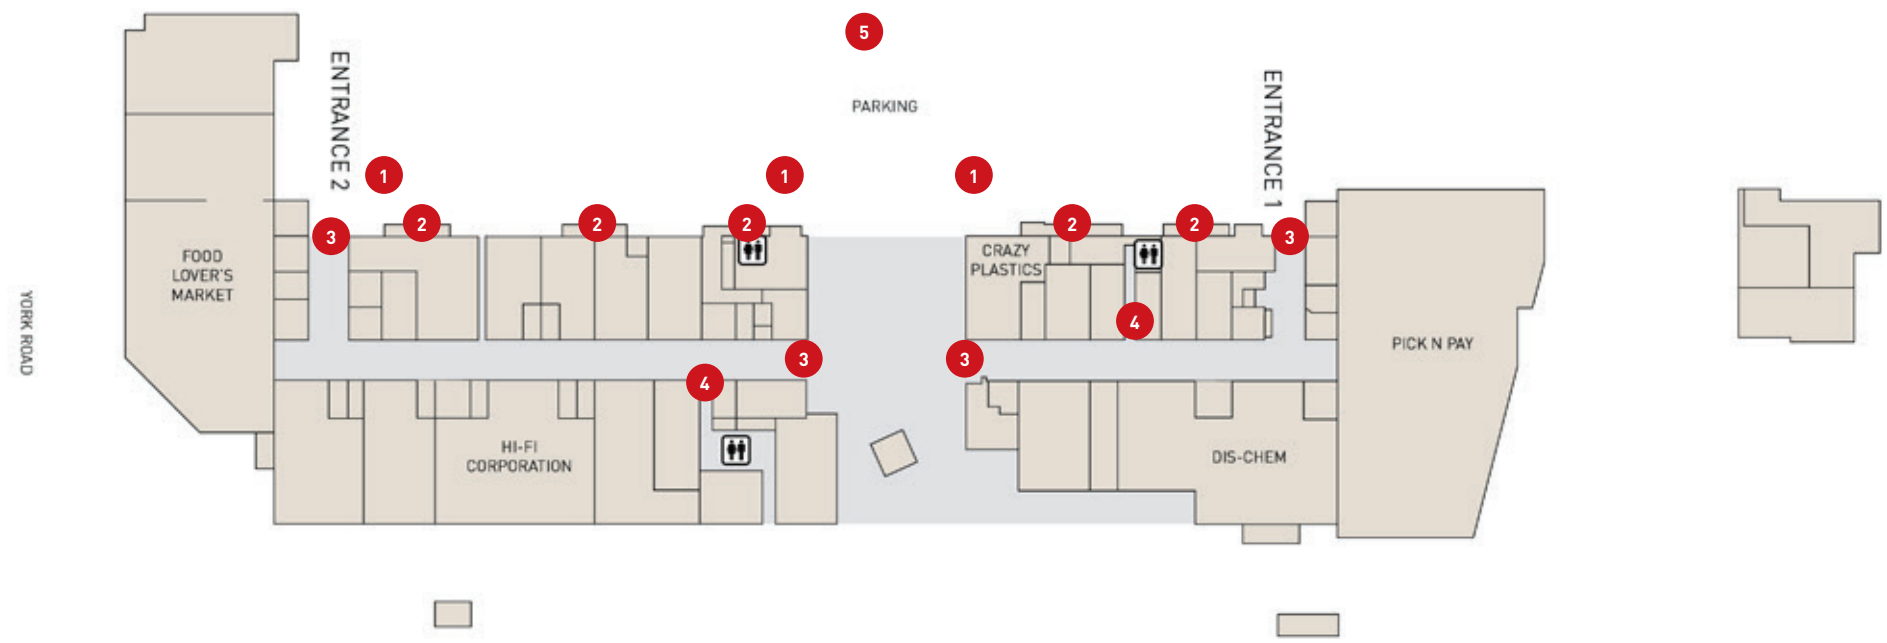 5
PARKING
ENTRANCE 2
ENTRANCE 1
1
1
1
2
2
2
2
2
3
3
FOOD
LOVER'S
MARKET
CRAZY
PLASTICS
YORK ROAD
4
PICK N PAY
3
3
4
HI-FI
CORPORATION
DIS-CHEM